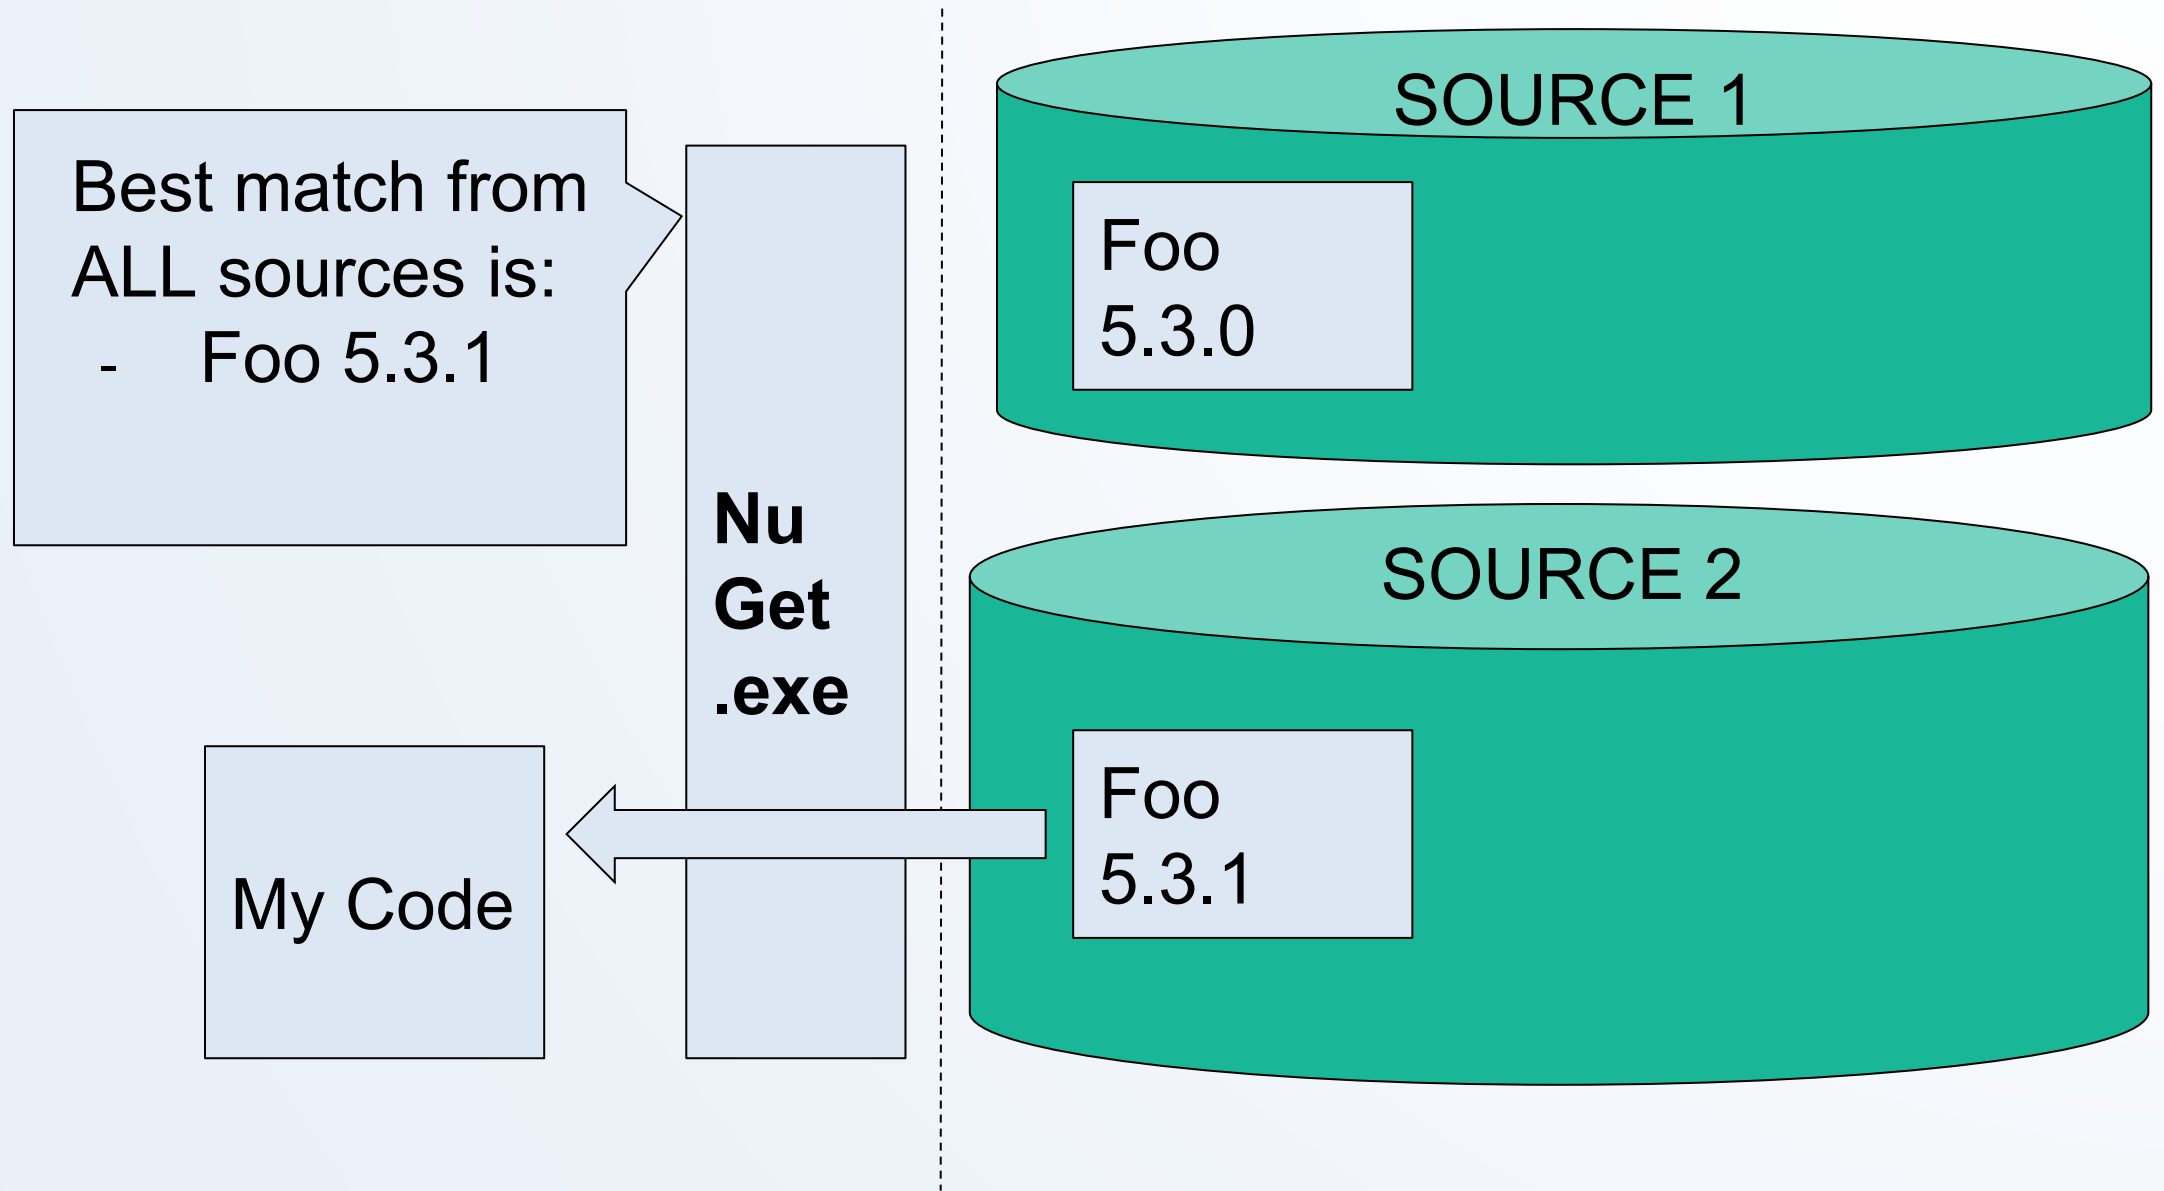 Best match from
ALL sources is:
- Foo 5.3.1
Nu
Get
.exe
My Code
SOURCE 1
Foo
5.3.0
SOURCE 2
Foo
5.3.1